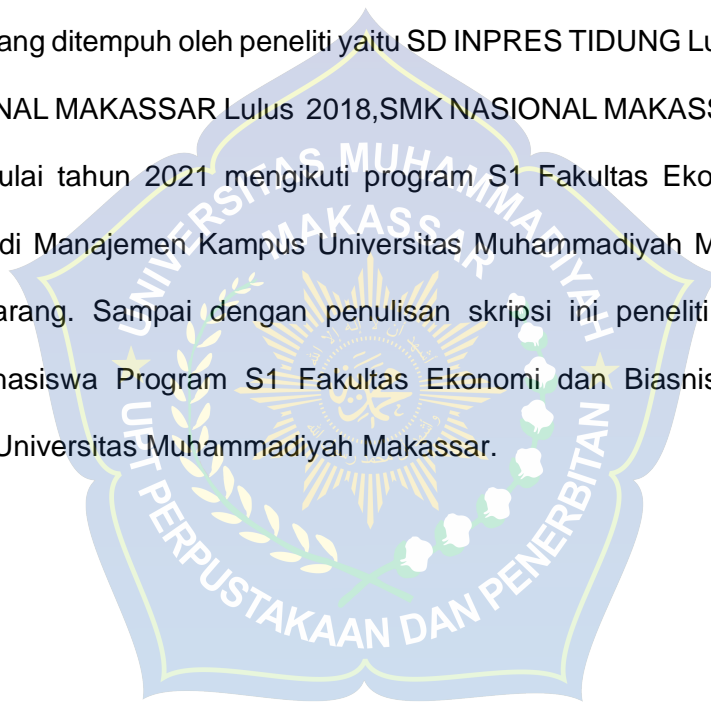 ang ditempuh oleh peneliti yaitu SD INPRES TIDUNG Lu
NAL MAKASSAR Lulus 2018,SMK NASIONAL MAKASS
ulai tahun 2021 mengikuti program S1 Fakultas Eko
di Manajemen Kampus Universitas Muhammadiyah M
arang. Sampai dengan penulisan skripsi ini peneliti
hasiswa Program S1 Fakultas Ekonomi dan Biasnis
Universitas Muhammadiyah Makassar.
UNIVERSITAS MUHAMMADIYAH
MAKASSAR
UPT PERPUSTAKAAN DAN PENERBITAN